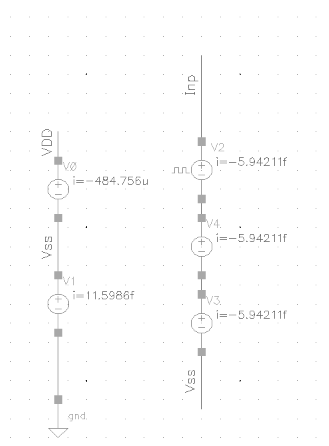 VDD
V0
i=-484.756u
Vss
V1
i=11.5986f
gnd
Inp
V2
i=-5.94211f
V4
i=-5.94211f
V3
i=-5.94211f
Vss